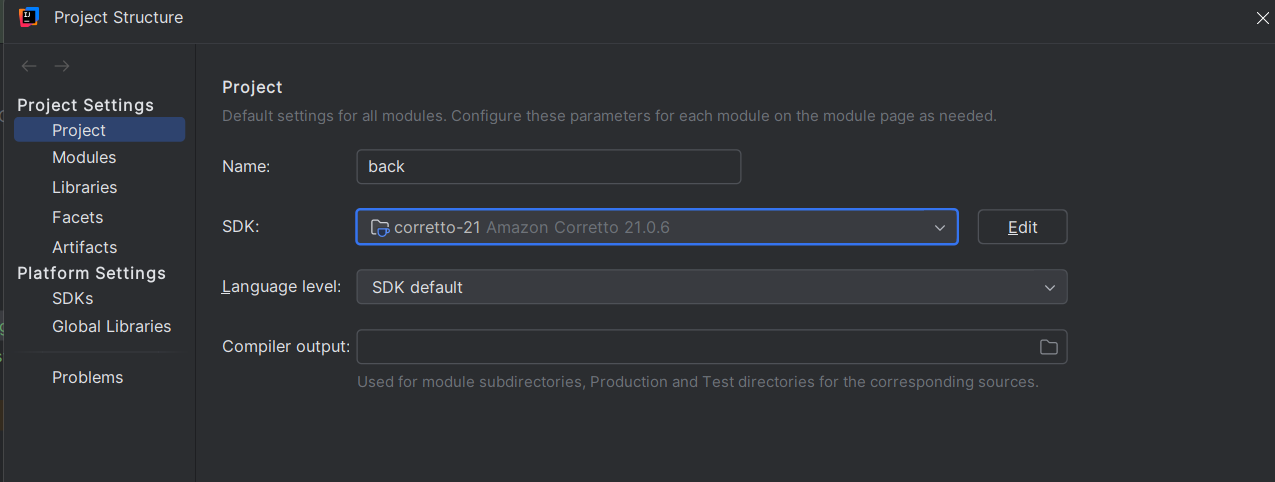 Project Structure
Project Settings
Project
Modules
Libraries
Facets
Artifacts
Platform Settings
SDKs
Global Libraries
Problems
Project
Default settings for all modules. Configure these parameters for each module on the module page as needed.
Name: back
SDK: corretto-21 Amazon Corretto 21.0.6 Edit
Language level: SDK default
Compiler output:
Used for module subdirectories, Production and Test directories for the corresponding sources.